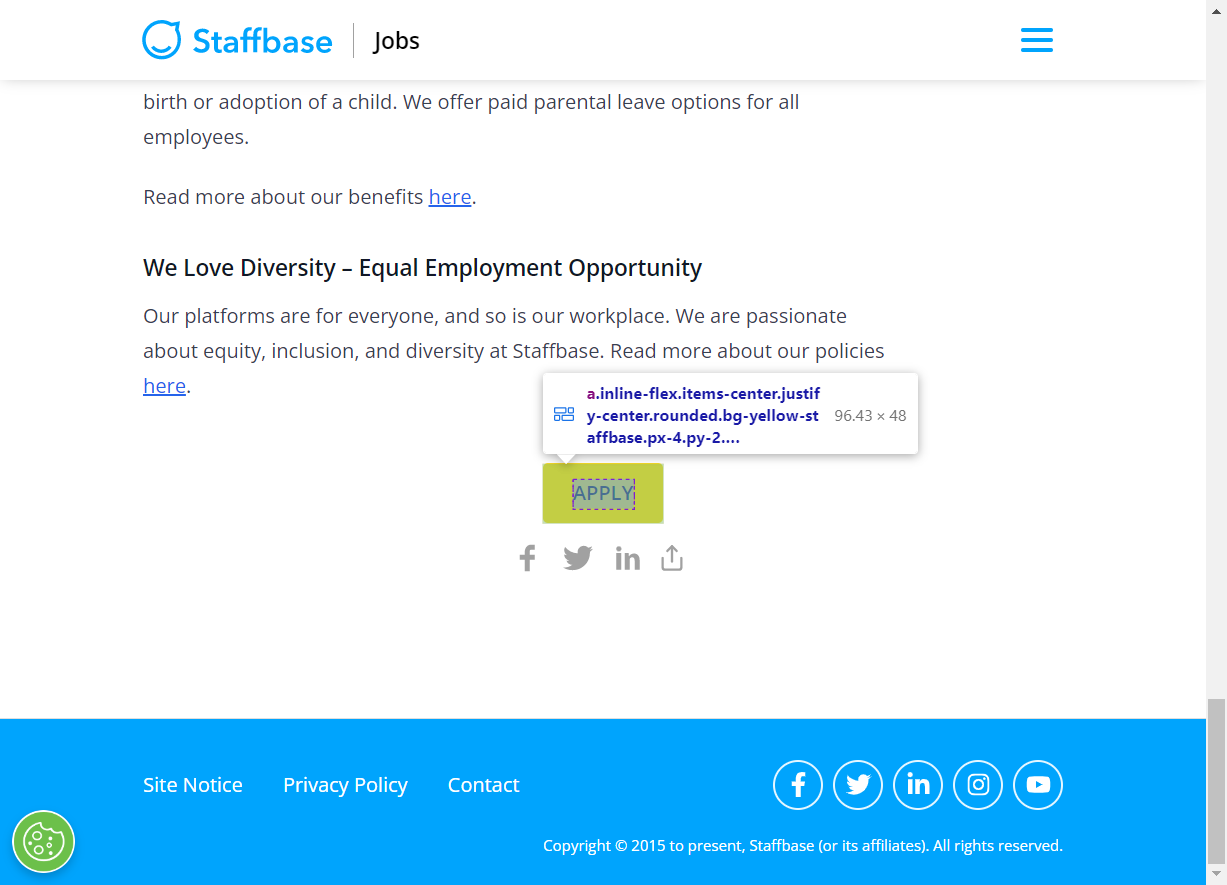 Staffbase Jobs
birth or adoption of a child. We offer paid parental leave options for all
employees.
Read more about our benefits here.
We Love Diversity – Equal Employment Opportunity
Our platforms are for everyone, and so is our workplace. We are passionate
about equity, inclusion, and diversity at Staffbase. Read more about our policies
here.
a.inline-flex.items-center.justif
y-center.rounded.bg-yellow-st
affbase.px-4.py-2.…
96.43 × 48
APPLY
Site Notice Privacy Policy Contact
Copyright © 2015 to present, Staffbase (or its affiliates). All rights reserved.